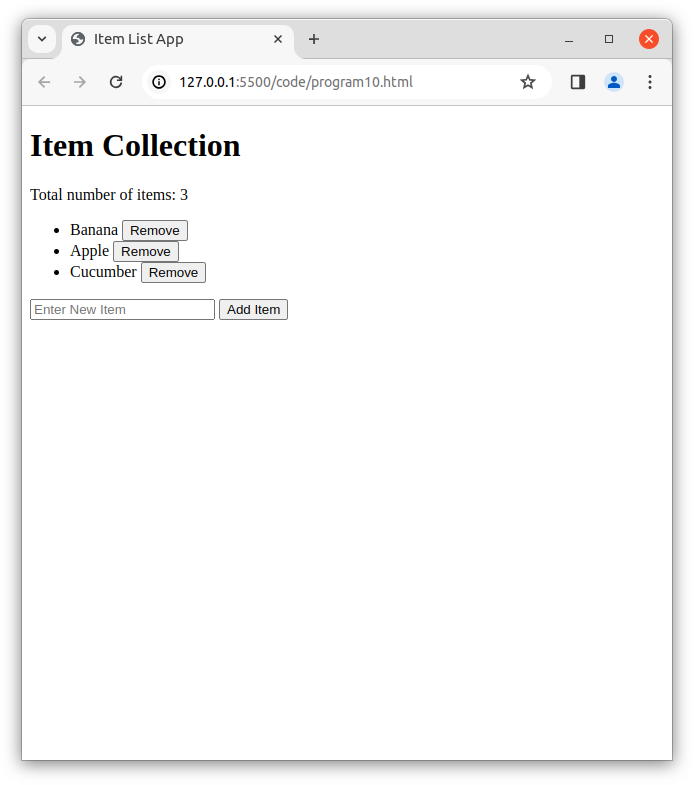 Item List App
127.0.0.1:5500/code/program10.html
Item Collection
Total number of items: 3
Banana Remove
Apple Remove
Cucumber Remove
Enter New Item Add Item